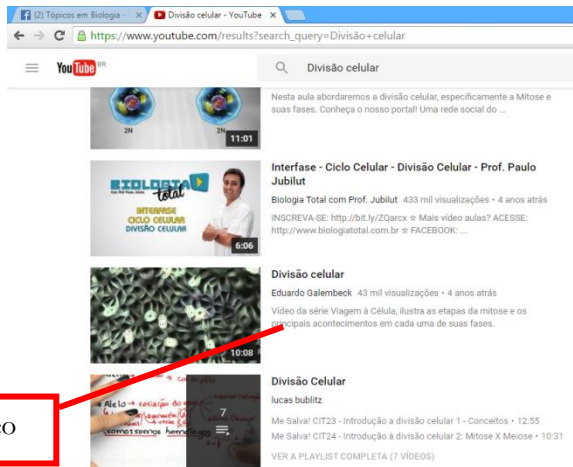 (2) Tópicos em Biologia -
Divisão celular - YouTube
https://www.youtube.com/results?search_query=Divisão+celular
YouTube BR
Divisão celular
2N
2N
11:01
Nesta aula abordaremos a divisão celular, especificamente a Mitose e
suas fases. Conheça o nosso portal! Uma rede social do ...
BIOLOGIA
total
INTERFASE
CICLO CELULAR
DIVISÃO CELULAR
6:06
Interfase - Ciclo Celular - Divisão Celular - Prof. Paulo
Jubilut
Biologia Total com Prof. Jubilut 433 mil visualizações • 4 anos atrás
INSCREVA-SE: http://bit.ly/ZQarcx ☆ Mais vídeo aulas? ACESSE:
http://www.biologiatotal.com.br ☆ FACEBOOK: ...
10:08
Divisão celular
Eduardo Galembeck 43 mil visualizações • 4 anos atrás
Vídeo da série Viagem à Célula, ilustra as etapas da mitose e os
principais acontecimentos em cada uma de suas fases.
ço
Alelo → variação do gene
homólogos
7
Divisão Celular
lucas bublitz
Me Salva! CIT23 - Introdução à divisão celular 1 - Conceitos • 12:55
Me Salva! CIT24 - Introdução à divisão celular 2: Mitose X Meiose • 10:31
VER A PLAYLIST COMPLETA (7 VÍDEOS)